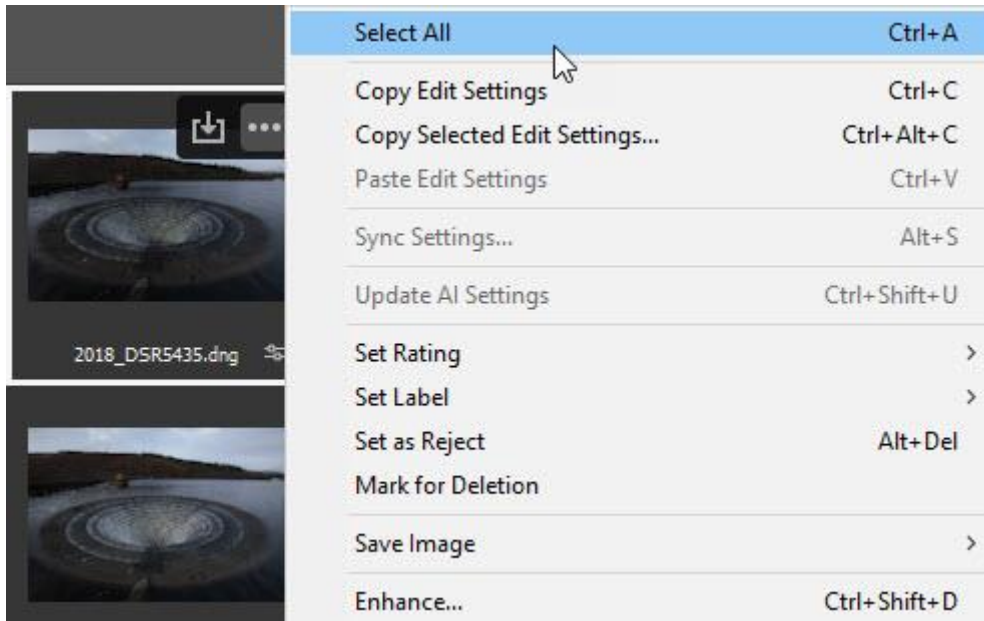 Select All Ctrl+A
Copy Edit Settings Ctrl+C
Copy Selected Edit Settings... Ctrl+Alt+C
Paste Edit Settings Ctrl+V
Sync Settings... Alt+S
Update AI Settings Ctrl+Shift+U
2018_DSR5435.dng
Set Rating >
Set Label >
Set as Reject Alt+Del
Mark for Deletion
Save Image >
Enhance... Ctrl+Shift+D